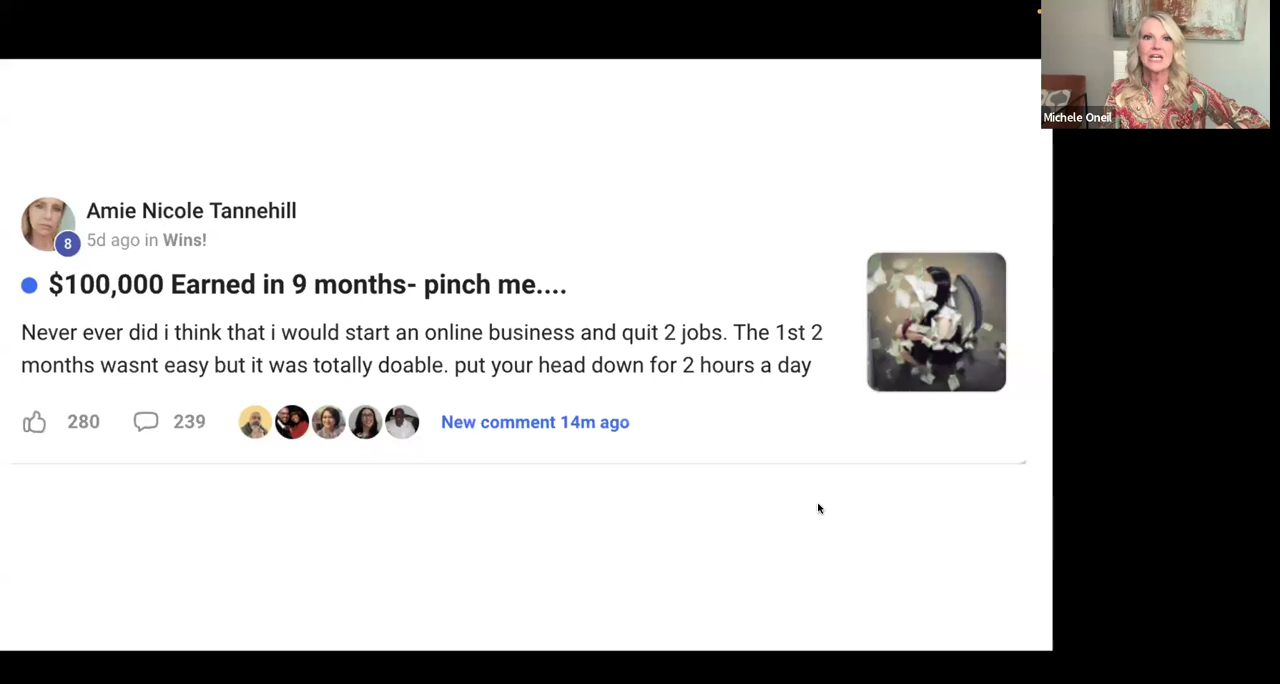 Michele Oneil
Amie Nicole Tannehill
8
5d ago in Wins!
$100,000 Earned in 9 months- pinch me....
Never ever did i think that i would start an online business and quit 2 jobs. The 1st 2
months wasnt easy but it was totally doable. put your head down for 2 hours a day
280 239 New comment 14m ago